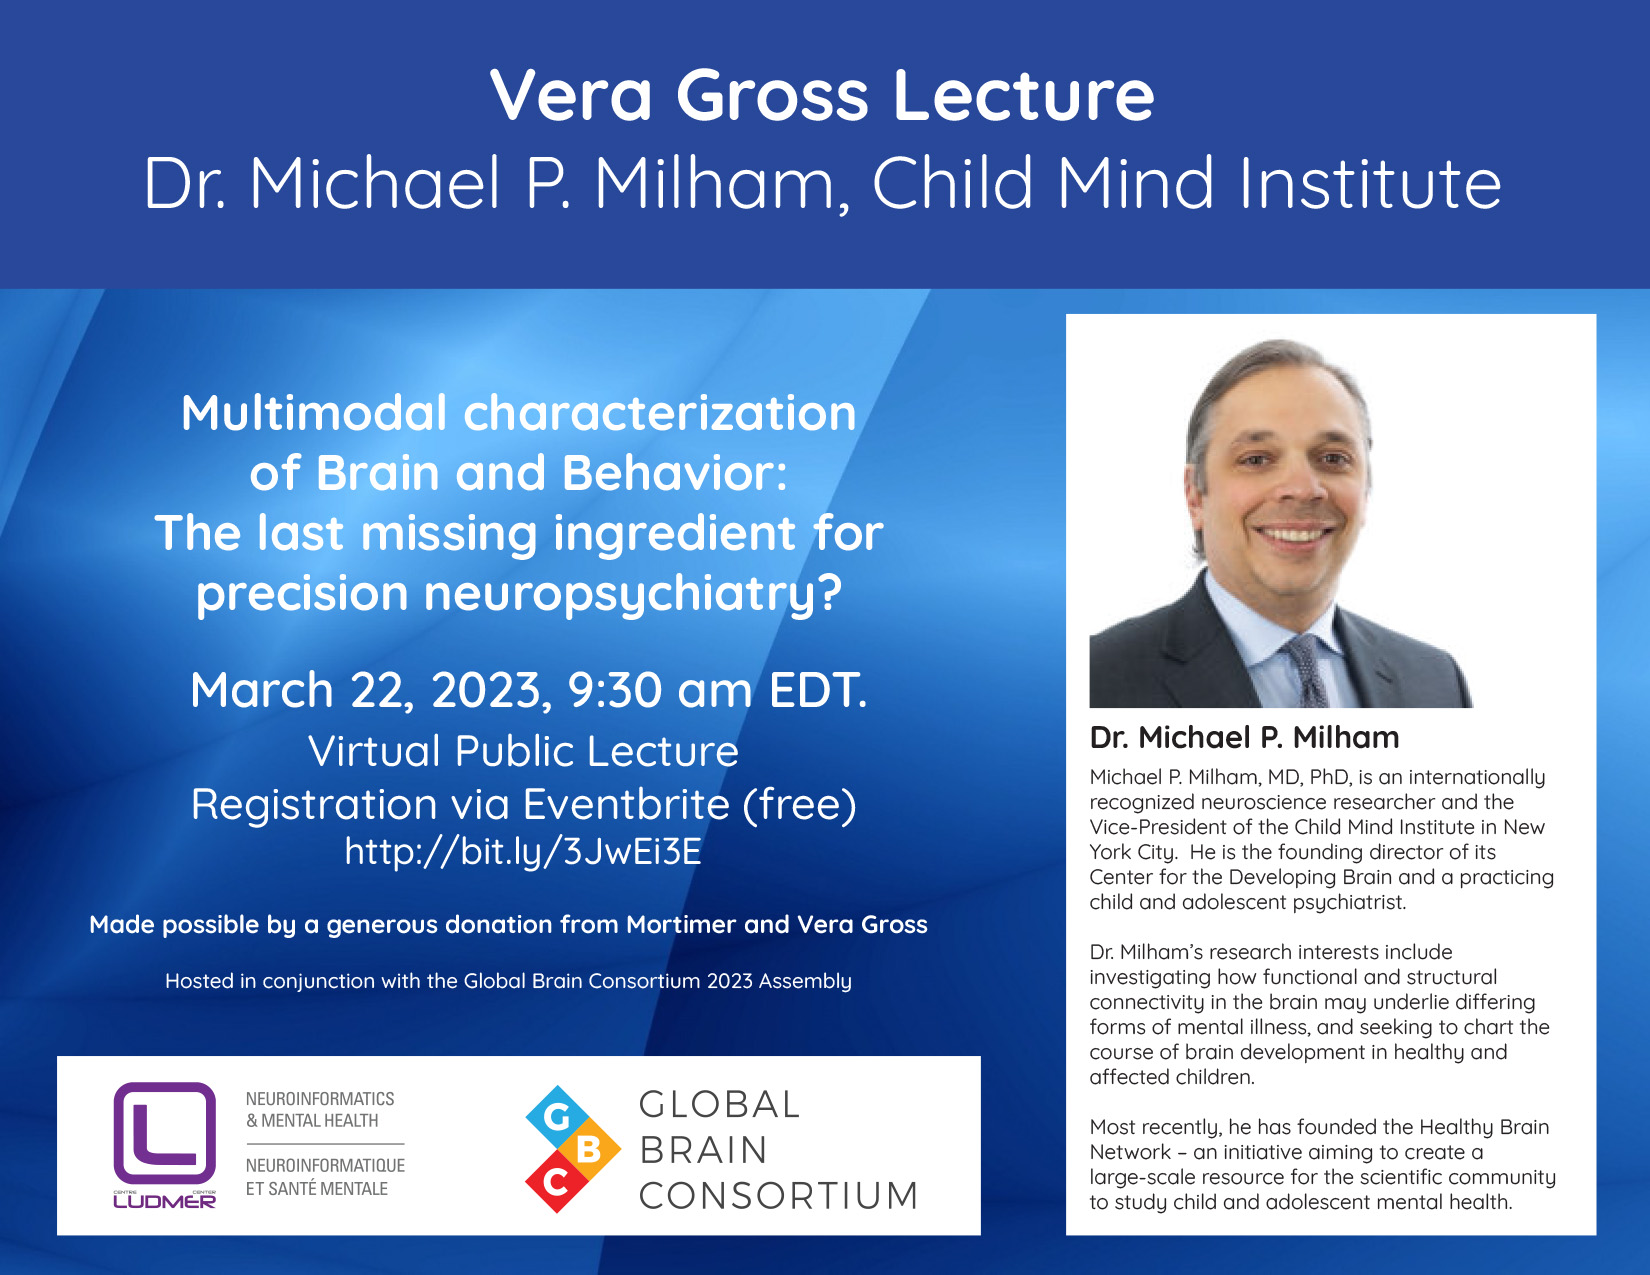 Vera Gross Lecture
Dr. Michael P. Milham, Child Mind Institute
Multimodal characterization
of Brain and Behavior:
The last missing ingredient for
precision neuropsychiatry?
March 22, 2023, 9:30 am EDT.
Virtual Public Lecture
Registration via Eventbrite (free)
http://bit.ly/3JwEi3E
Made possible by a generous donation from Mortimer and Vera Gross
Hosted in conjunction with the Global Brain Consortium 2023 Assembly
L
CENTRE CENTER
LUDMER
NEUROINFORMATICS
& MENTAL HEALTH
NEUROINFORMATIQUE
ET SANTÉ MENTALE
G
B
C
GLOBAL
BRAIN
CONSORTIUM
Dr. Michael P. Milham
Michael P. Milham, MD, PhD, is an internationally
recognized neuroscience researcher and the
Vice-President of the Child Mind Institute in New
York City.  He is the founding director of its
Center for the Developing Brain and a practicing
child and adolescent psychiatrist.
Dr. Milham’s research interests include
investigating how functional and structural
connectivity in the brain may underlie differing
forms of mental illness, and seeking to chart the
course of brain development in healthy and
affected children.
Most recently, he has founded the Healthy Brain
Network – an initiative aiming to create a
large-scale resource for the scientific community
to study child and adolescent mental health.